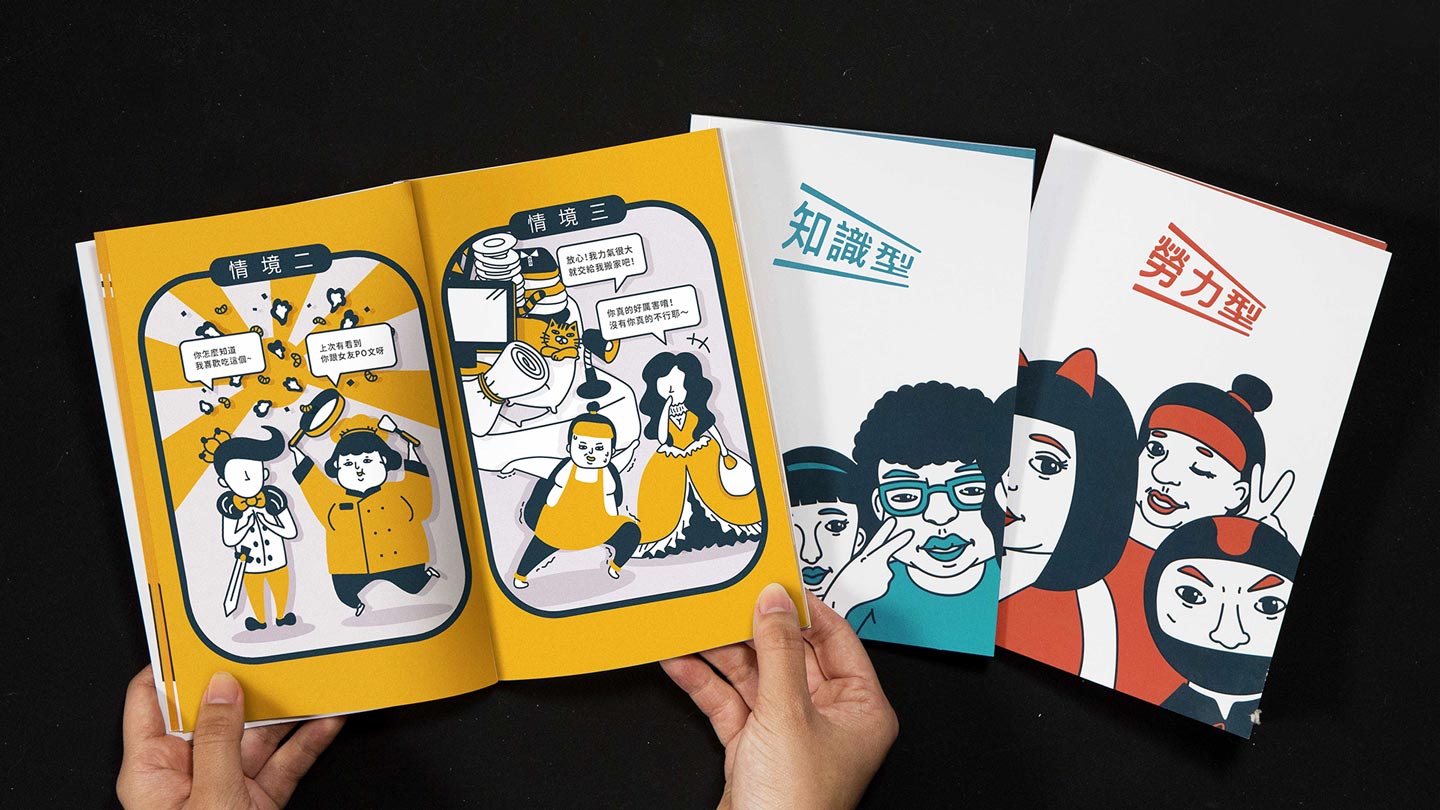 情境二
你怎麼知道
我喜歡吃這個~
上次有看到
你跟女友PO文呀
情境三
放心!我力氣很大
就交給我搬家吧!
你真的好厲害唷!
沒有你真的不行耶~
知識型
勞力型